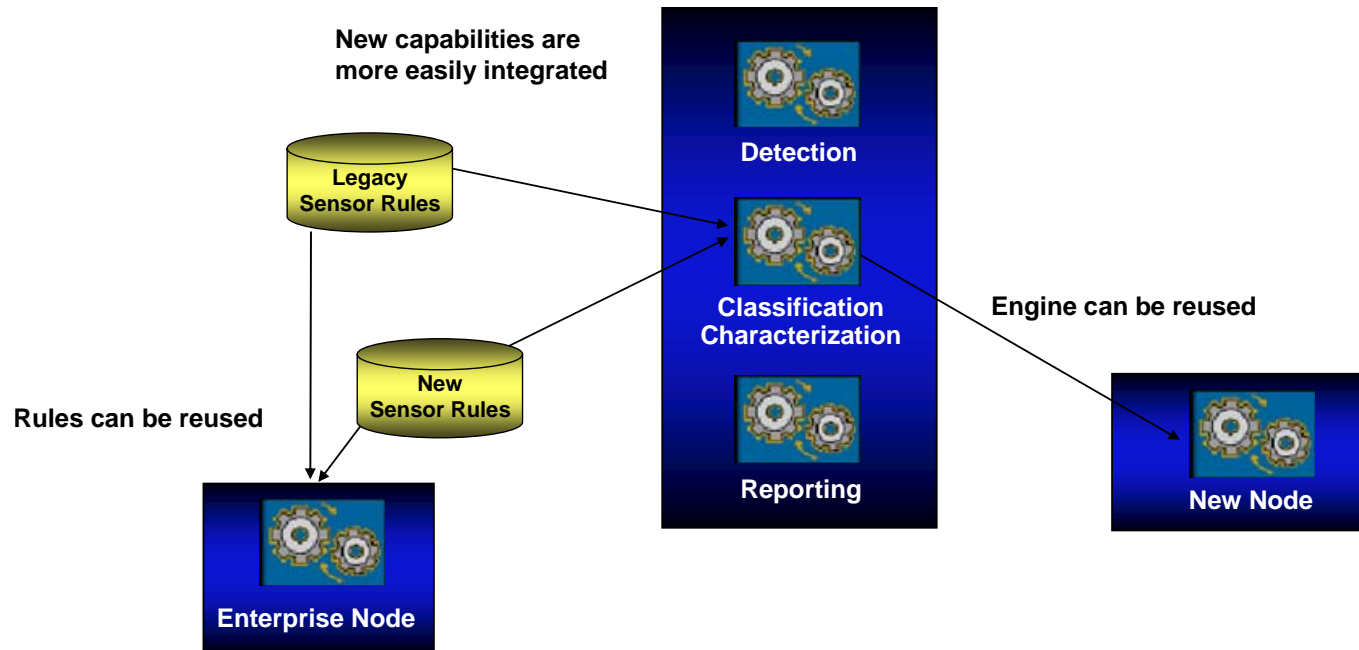 New capabilities are
more easily integrated
Detection
Legacy
Sensor Rules
Classification
Characterization
Engine can be reused
New
Sensor Rules
Rules can be reused
Reporting
New Node
Enterprise Node